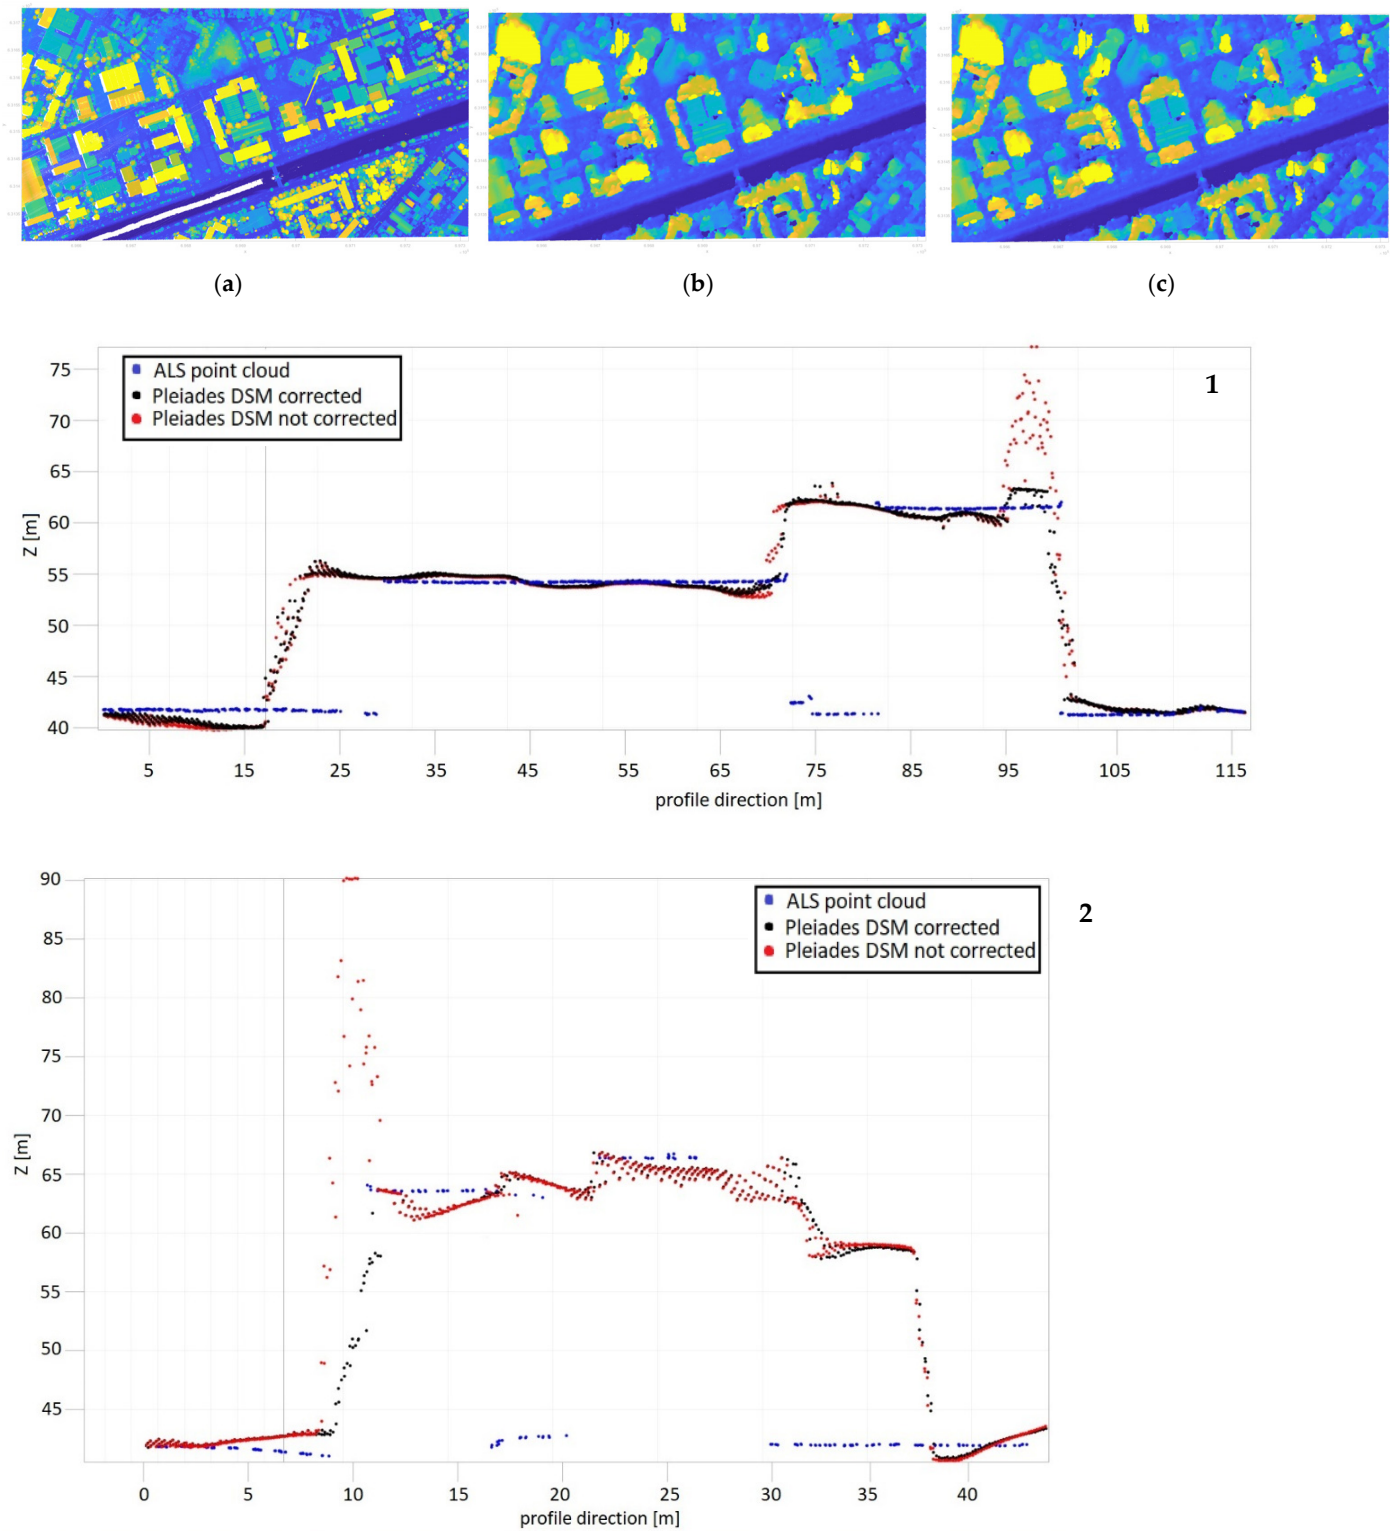 (a) (b) (c)
1
ALS point cloud
Pleiades DSM corrected
Pleiades DSM not corrected
75
70
65
60
55
50
45
40
Z [m]
5 15 25 35 45 55 65 75 85 95 105 115
profile direction [m]
2
ALS point cloud
Pleiades DSM corrected
Pleiades DSM not corrected
90
85
80
75
70
65
60
55
50
45
Z [m]
0 5 10 15 20 25 30 35 40
profile direction [m]